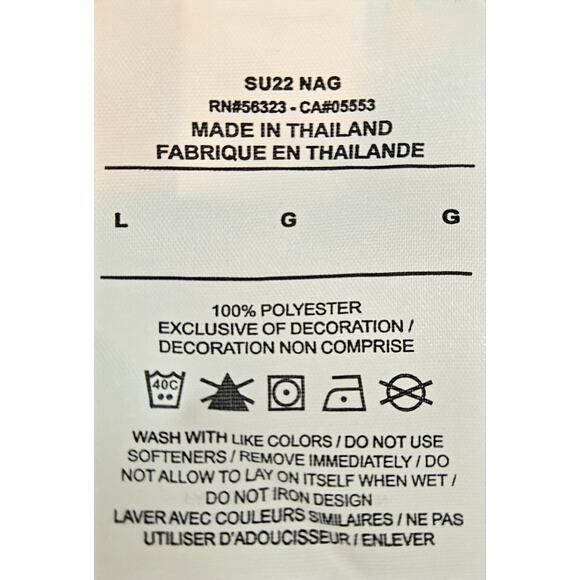 SU22 NAG
RN#56323 - CA#05553
MADE IN THAILAND
FABRIQUE EN THAILANDE
L G G
100% POLYESTER
EXCLUSIVE OF DECORATION /
DECORATION NON COMPRISE
40C
WASH WITH LIKE COLORS / DO NOT USE
SOFTENERS / REMOVE IMMEDIATELY / DO
NOT ALLOW TO LAY ON ITSELF WHEN WET /
DO NOT IRON DESIGN
LAVER AVEC COULEURS SIMILAIRES / NE PAS
UTILISER D'ADOUCISSEUR / ENLEVER